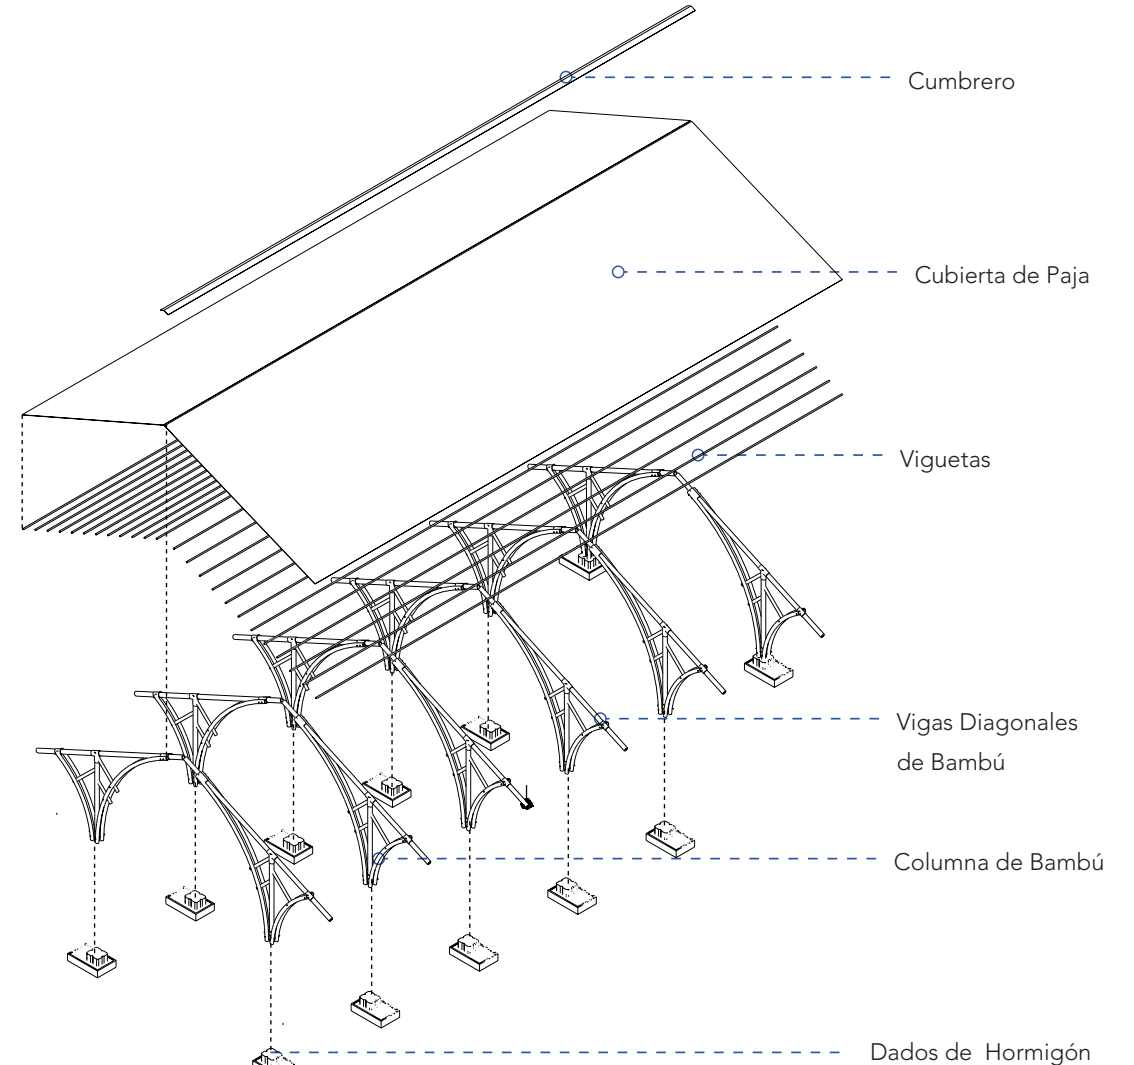 Cumbrero
Cubierta de Paja
Viguetas
Vigas Diagonales
de Bambú
Columna de Bambú
Dados de Hormigón